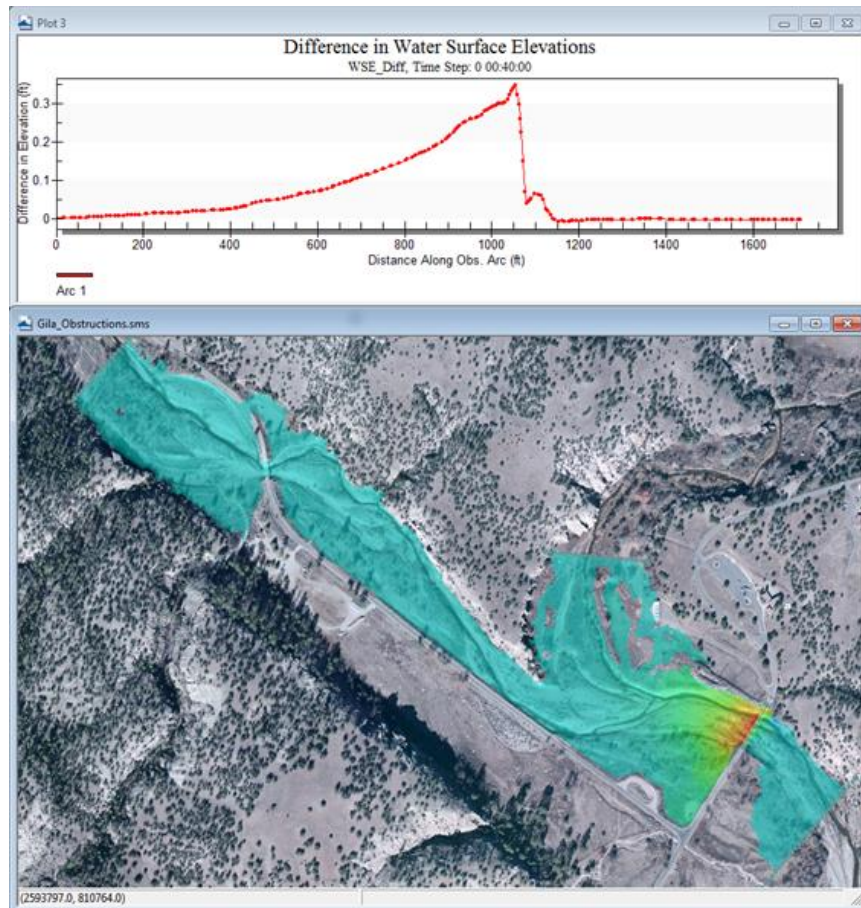 Plot 3
Difference in Water Surface Elevations
WSE_Diff, Time Step: 0 00:40:00
Difference in Elevation (ft)
0.3
0.2
0.1
0
0 200 400 600 800 1000 1200 1400 1600
Distance Along Obs. Arc (ft)
Arc 1
Gila_Obstructions.sms
(2593797.0, 810764.0)